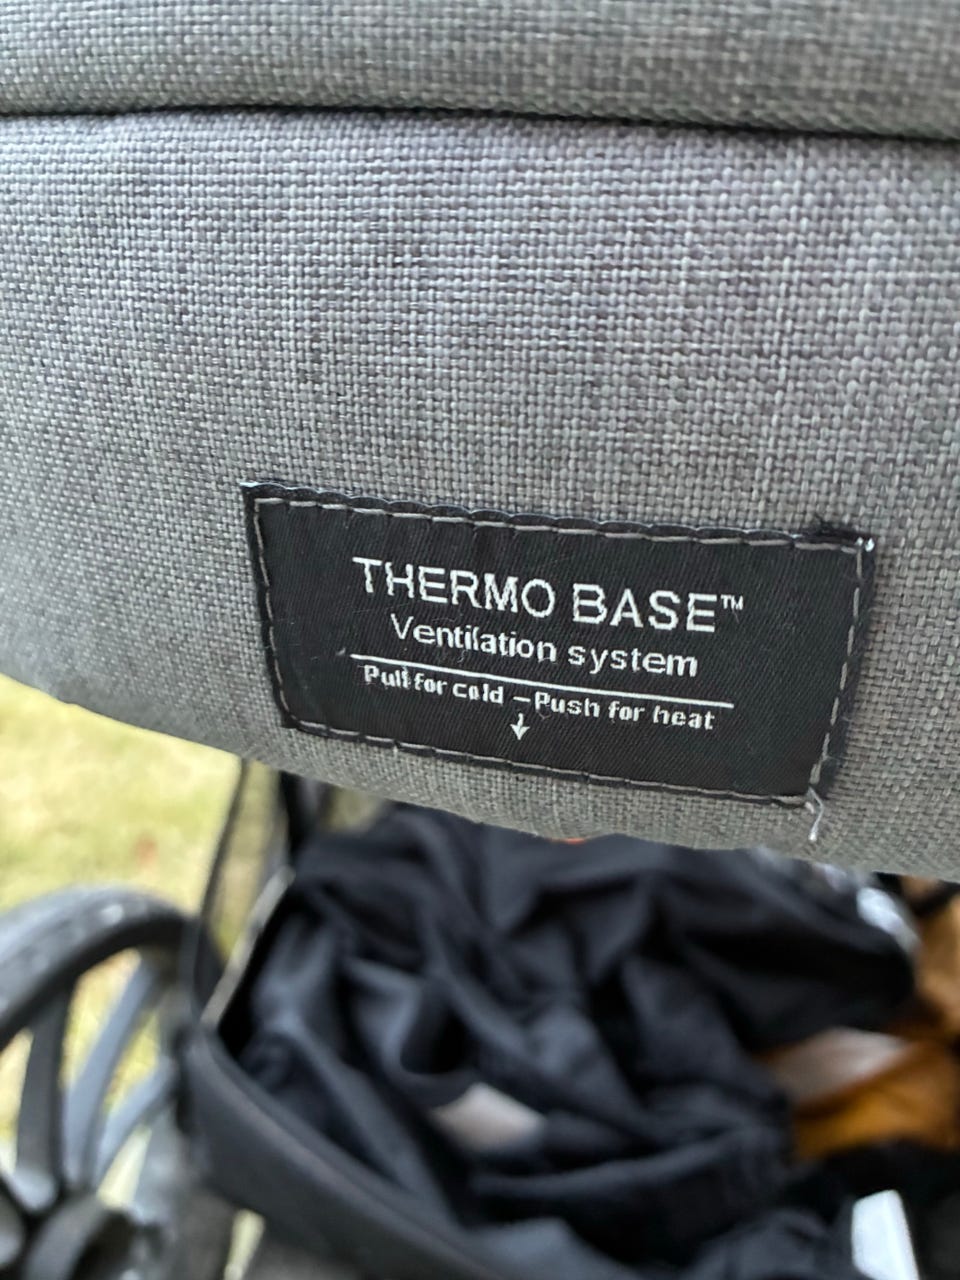 THERMO BASE™
Ventilation system
Pull for cold - Push for heat